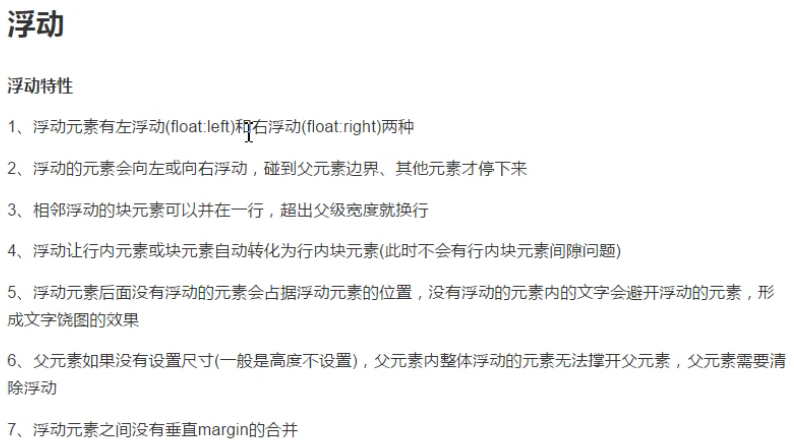 浮动
浮动特性
1、浮动元素有左浮动(float:left)和右浮动(float:right)两种
2、浮动的元素会向左或向右浮动，碰到父元素边界、其他元素才停下来
3、相邻浮动的块元素可以并在一行，超出父级宽度就换行
4、浮动让行内元素或块元素自动转化为行内块元素(此时不会有行内块元素间隙问题)
5、浮动元素后面没有浮动的元素会占据浮动元素的位置，没有浮动的元素内的文字会避开浮动的元素，形
成文字饶图的效果
6、父元素如果没有设置尺寸(一般是高度不设置)，父元素内整体浮动的元素无法撑开父元素，父元素需要清
除浮动
7、浮动元素之间没有垂直margin的合并